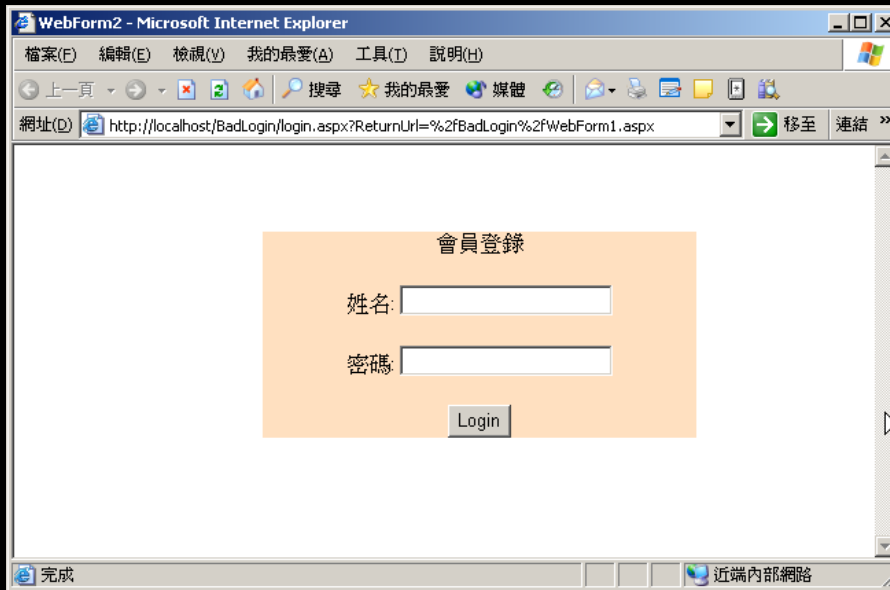 WebForm2 - Microsoft Internet Explorer
檔案(F) 編輯(E) 檢視(V) 我的最愛(A) 工具(T) 說明(H)
上一頁 搜尋 我的最愛 媒體
網址(D) http://localhost/BadLogin/login.aspx?ReturnUrl=%2fBadLogin%2fWebForm1.aspx 移至 連結 »
會員登錄
姓名:
密碼:
Login
完成 近端內部網路